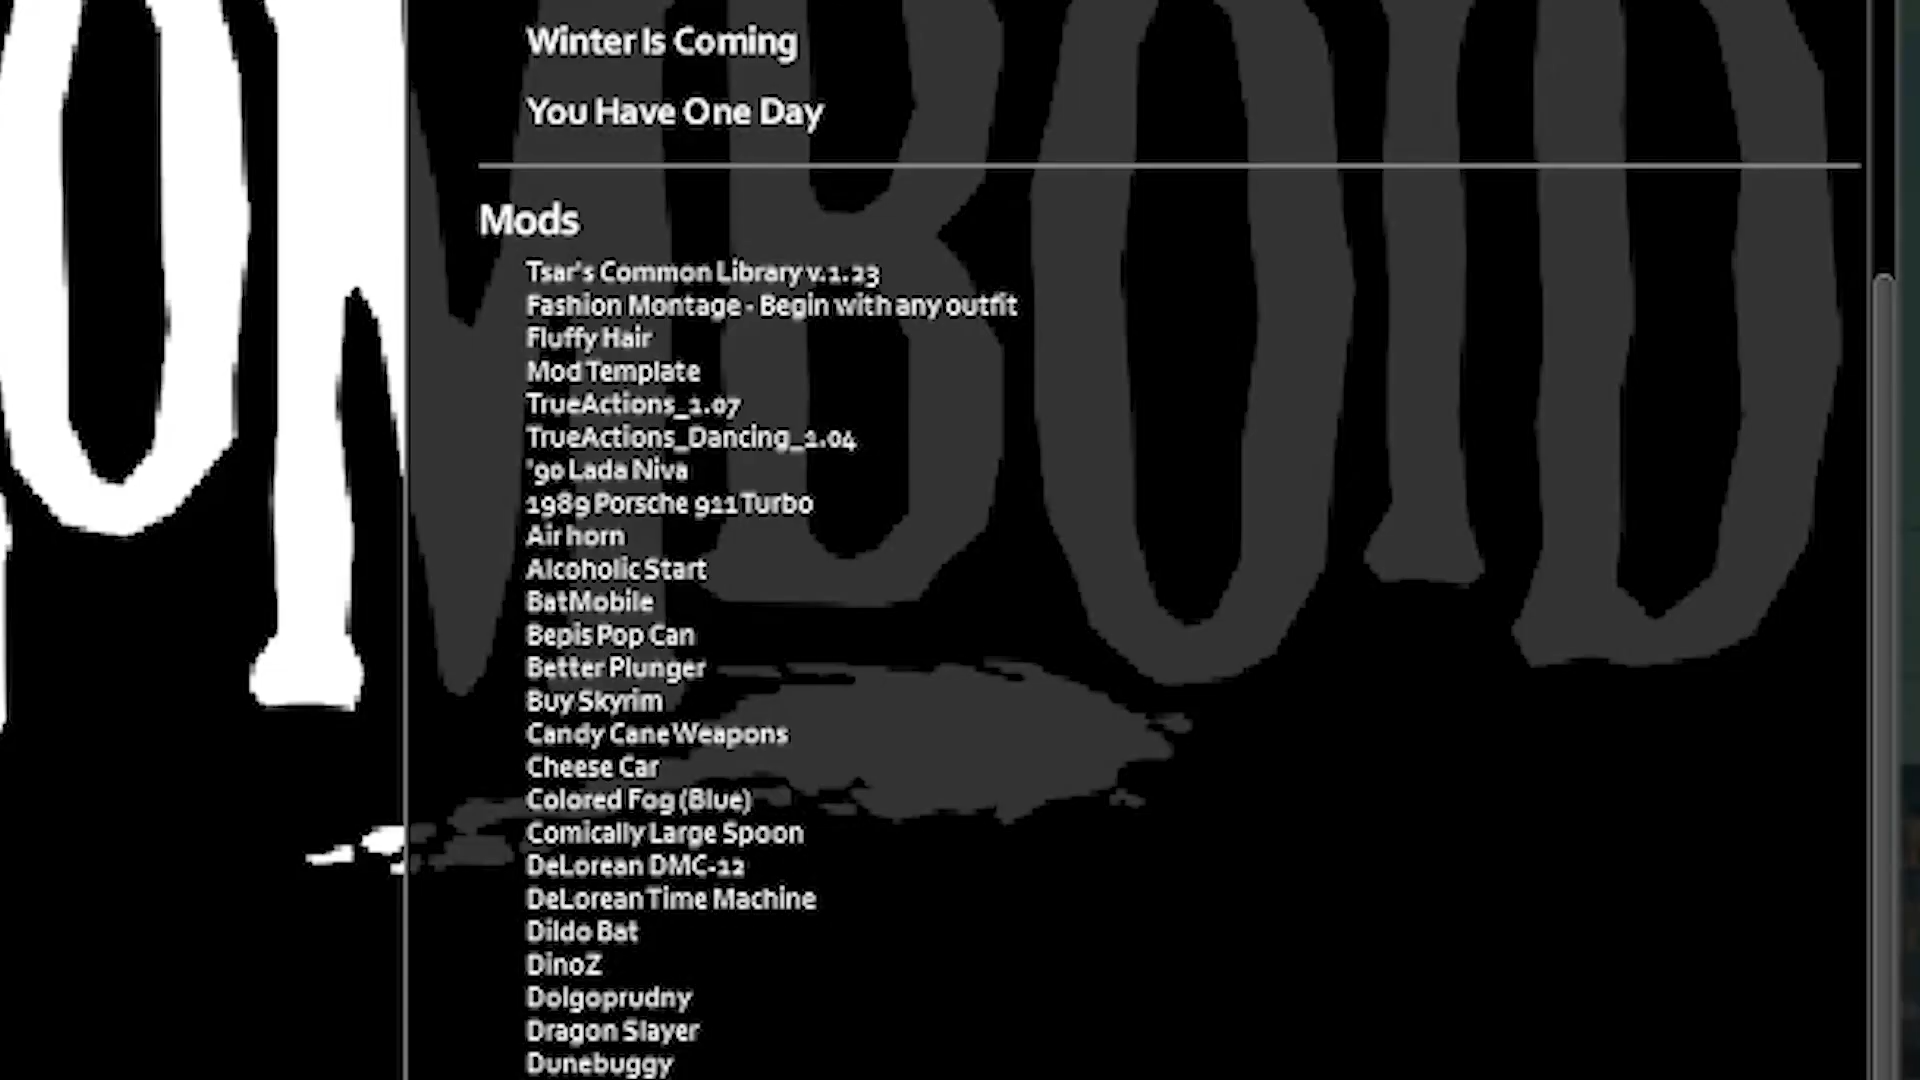 ON BOID
Winter Is Coming
You Have One Day
Mods
Tsar's Common Library v.1.23
Fashion Montage - Begin with any outfit
Fluffy Hair
Mod Template
TrueActions_1.07
TrueActions_Dancing_1.04
'90 Lada Niva
1989 Porsche 911 Turbo
Air horn
Alcoholic Start
BatMobile
Bepis Pop Can
Better Plunger
Buy Skyrim
Candy Cane Weapons
Cheese Car
Colored Fog (Blue)
Comically Large Spoon
DeLorean DMC-12
DeLorean Time Machine
Dildo Bat
DinoZ
Dolgoprudny
Dragon Slayer
Dunebuggy